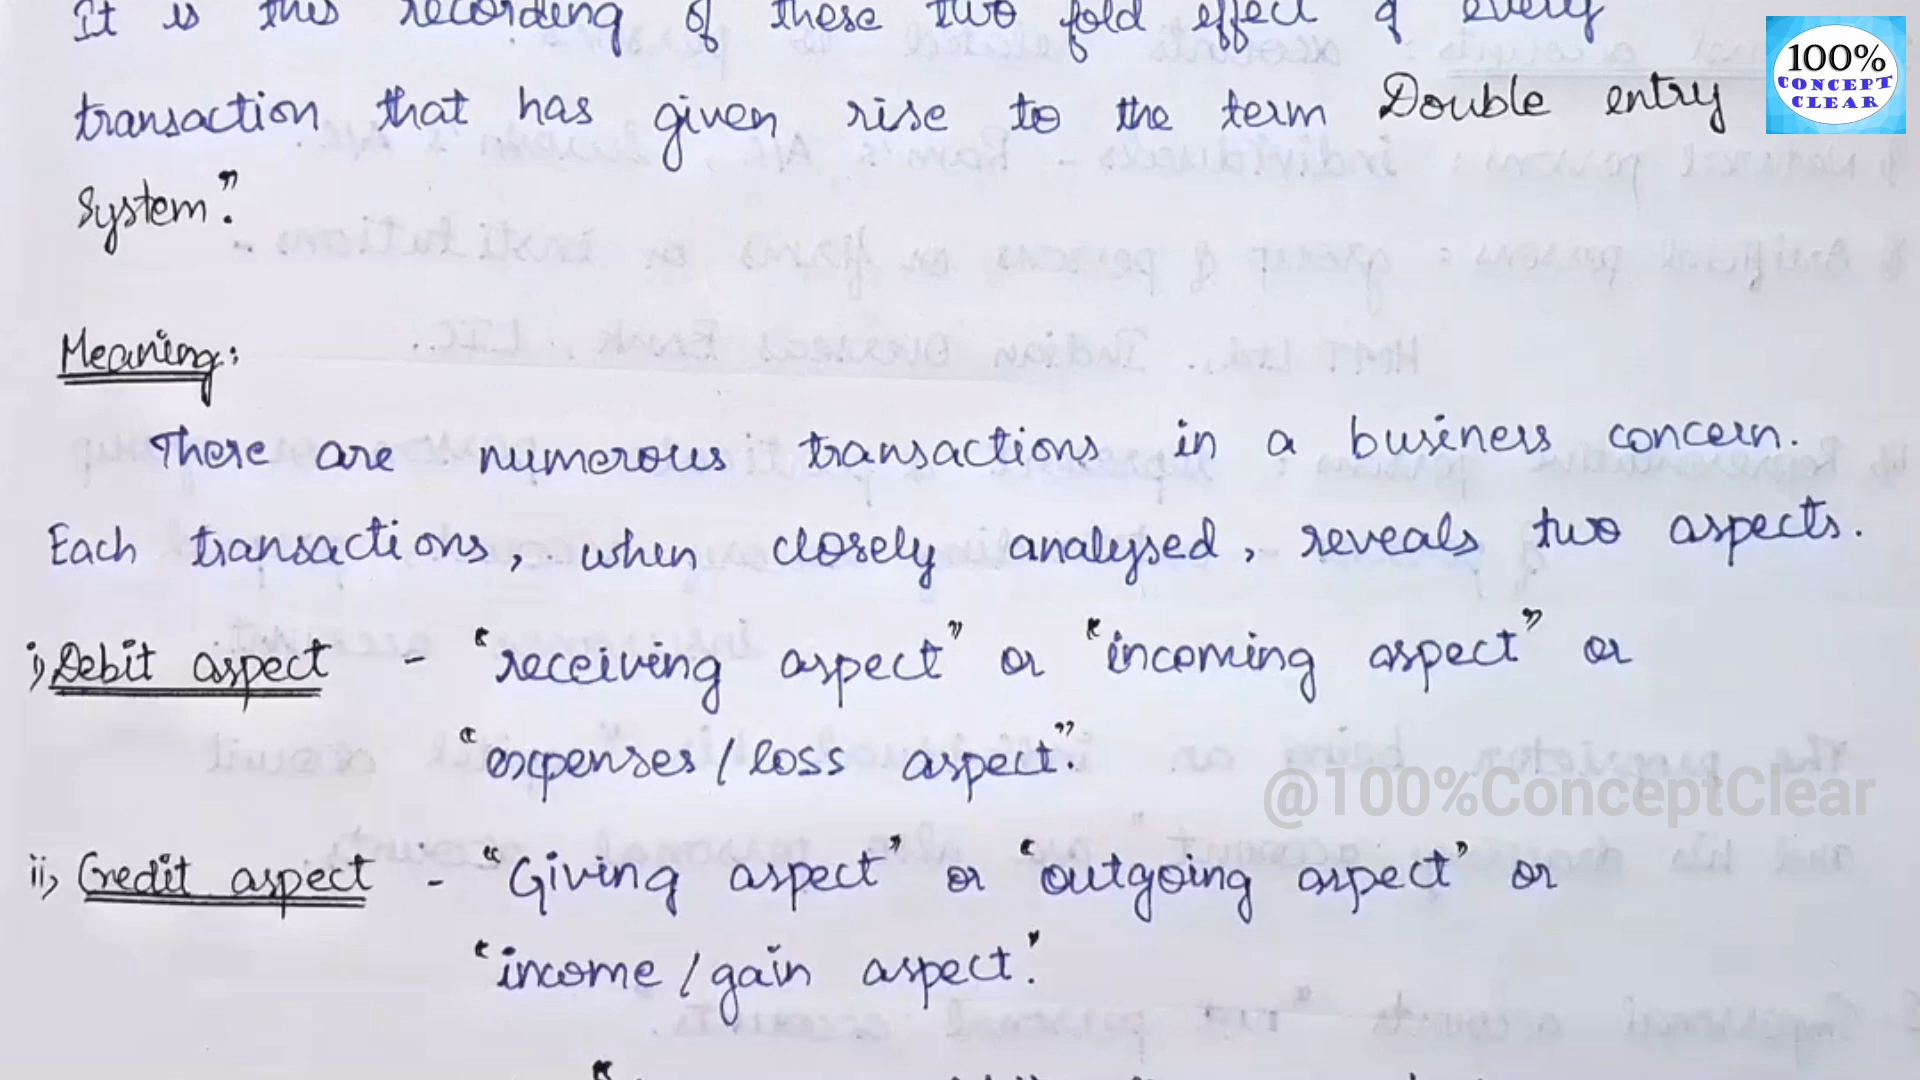 It is this recording of these two fold effect of every
transaction that has given rise to the term Double entry
System".
Meaning:
There are numerous transactions in a business concern.
Each transactions, when closely analysed, reveals two aspects.
i, Debit aspect - "receiving aspect" or "incoming aspect" or
"expenses/loss aspect".
ii, Credit aspect - "Giving aspect" or "outgoing aspect" or
"income/gain aspect".
100%
CONCEPT
CLEAR
@100%ConceptClear